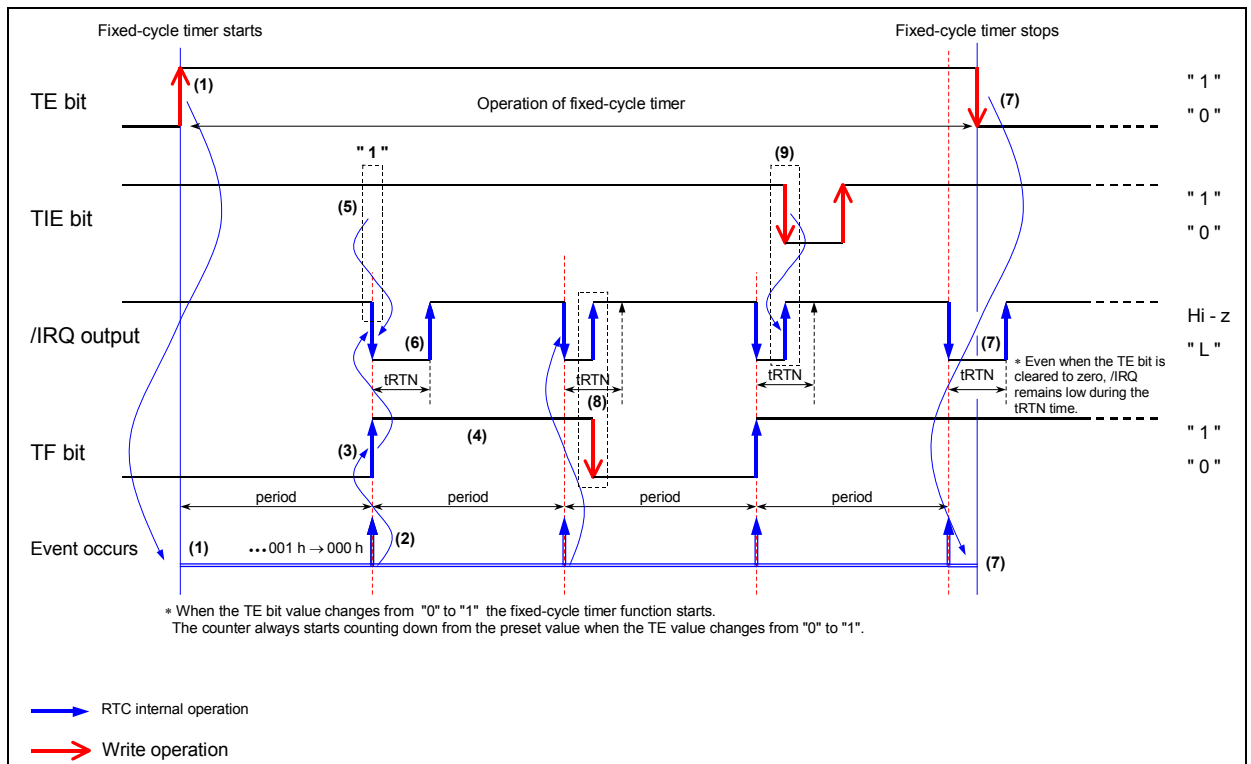 Fixed-cycle timer starts
Fixed-cycle timer stops
TE bit
(1)
Operation of fixed-cycle timer
(7)
" 1 "
" 0 "
" 1 "
(9)
TIE bit
(5)
" 1 "
" 0 "
/IRQ output
(6)
(7)
Hi - z
" L "
tRTN
tRTN
tRTN
tRTN
* Even when the TE bit is
cleared to zero, /IRQ
remains low during the
tRTN time.
(8)
TF bit
(3)
(4)
" 1 "
" 0 "
period
period
period
period
Event occurs
(1)
•••001 h → 000 h
(2)
(7)
* When the TE bit value changes from "0" to "1" the fixed-cycle timer function starts.
The counter always starts counting down from the preset value when the TE value changes from "0" to "1".
RTC internal operation
Write operation